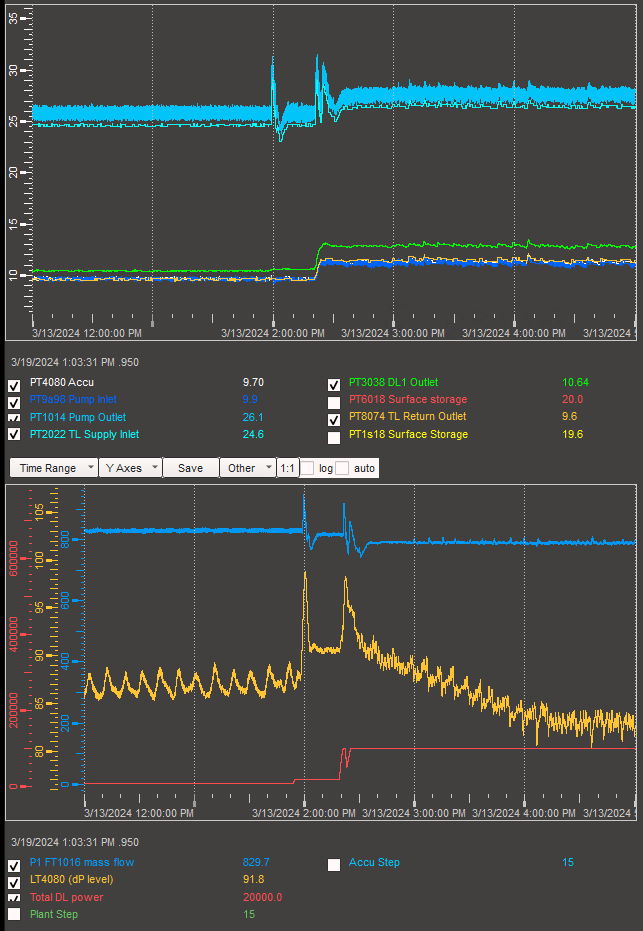 35
30
25
20
15
10
3/13/2024 12:00:00 PM 3/13/2024 2:00:00 PM 3/13/2024 3:00:00 PM 3/13/2024 4:00:00 PM 3/13/2024 5
3/19/2024 1:03:31 PM .950
PT4080 Accu 9.70 PT3038 DL1 Outlet 10.64
PT9a98 Pump Inlet 9.9 PT6018 Surface storage 20.0
PT1014 Pump Outlet 26.1 PT8074 TL Return Outlet 9.6
PT2022 TL Supply Inlet 24.6 PT1s18 Surface Storage 19.6
Time Range Y Axes Save Other 1:1 log auto
600000 400000 200000 0
105 100 95 90 85 80
800 600 400 200 0
3/13/2024 12:00:00 PM 3/13/2024 2:00:00 PM 3/13/2024 3:00:00 PM 3/13/2024 4:00:00 PM 3/13/2024 5
3/19/2024 1:03:31 PM .950
P1 FT1016 mass flow 829.7 Accu Step 15
LT4080 (dP level) 91.8
Total DL power 20000.0
Plant Step 15